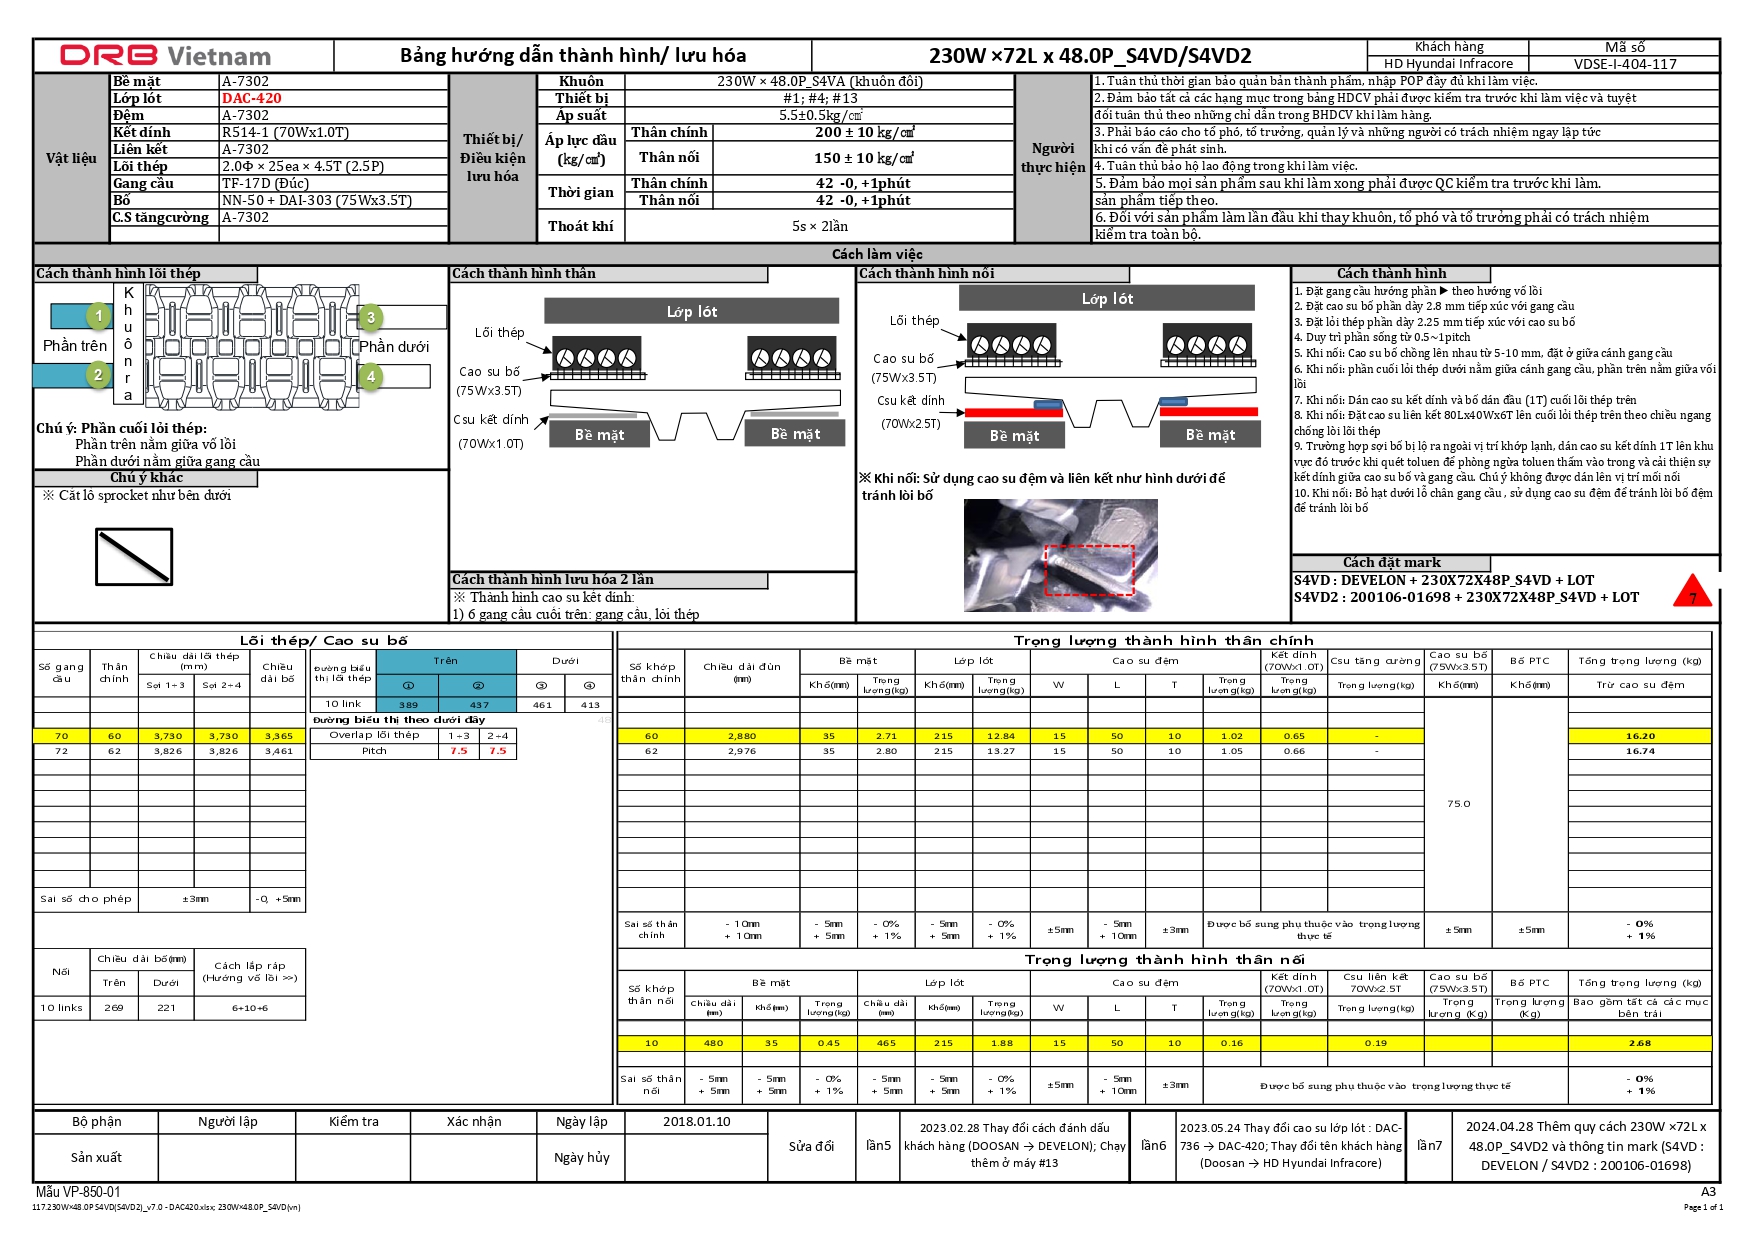 DRB Vietnam
Bảng hướng dẫn thành hình/ lưu hóa
230W ×72L x 48.0P_S4VD/S4VD2
Khách hàng
Mã số
HD Hyundai Infracore
VDSE-I-404-117
Vật liệu
Bề mặt A-7302
Lớp lót DAC-420
Đệm A-7302
Kết dính R514-1 (70Wx1.0T)
Liên kết A-7302
Lõi thép 2.0Φ × 25ea × 4.5T (2.5P)
Gang cầu TF-17D (Đúc)
Bố NN-50 + DAI-303 (75Wx3.5T)
C.S tăngcường A-7302
Thiết bị/
Điều kiện
lưu hóa
Khuôn 230W × 48.0P_S4VA (khuôn đôi)
Thiết bị #1; #4; #13
Áp suất 5.5±0.5kg/㎠
Áp lực dầu
(kg/㎠)
Thân chính 200 ± 10 kg/㎠
Thân nối 150 ± 10 kg/㎠
Thời gian
Thân chính 42 -0, +1phút
Thân nối 42 -0, +1phút
Thoát khí 5s × 2lần
Người
thực hiện
1. Tuân thủ thời gian bảo quản bán thành phẩm, nhập POP đầy đủ khi làm việc.
2. Đảm bảo tất cả các hạng mục trong bảng HDCV phải được kiểm tra trước khi làm việc và tuyệt
đối tuân thủ theo những chỉ dẫn trong BHDCV khi làm hàng.
3. Phải báo cáo cho tổ phó, tổ trưởng, quản lý và những người có trách nhiệm ngay lập tức
khi có vấn đề phát sinh.
4. Tuân thủ bảo hộ lao động trong khi làm việc.
5. Đảm bảo mọi sản phẩm sau khi làm xong phải được QC kiểm tra trước khi làm.
sản phẩm tiếp theo.
6. Đối với sản phẩm làm lần đầu khi thay khuôn, tổ phó và tổ trưởng phải có trách nhiệm
kiểm tra toàn bộ.
Cách làm việc
Cách thành hình lõi thép
1
2
Phần trên
K
h
u
ô
n
r
a
3
4
Phần dưới
Chú ý: Phần cuối lỏi thép:
Phần trên nằm giữa vồ lồi
Phần dưới nằm giữa gang cầu
Chú ý khác
※ Cắt lỗ sprocket như bên dưới
Cách thành hình thân
Lớp lót
Lõi thép
Cao su bố
(75Wx3.5T)
Csu kết dính
(70Wx1.0T)
Bề mặt
Bề mặt
Cách thành hình lưu hóa 2 lần
※ Thành hình cao su kết dính:
1) 6 gang cầu cuối trên: gang cầu, lỏi thép
Cách thành hình nối
Lớp lót
Lõi thép
Cao su bố
(75Wx3.5T)
Csu kết dính
(70Wx2.5T)
Bề mặt
Bề mặt
※ Khi nối: Sử dụng cao su đệm và liên kết như hình dưới để
tránh lòi bố
Cách thành hình
1. Đặt gang cầu hướng phần ► theo hướng vồ lồi
2. Đặt cao su bố phần dày 2.8 mm tiếp xúc với gang cầu
3. Đặt lỏi thép phần dày 2.25 mm tiếp xúc với cao su bố
4. Duy trì phần sống từ 0.5~1pitch
5. Khi nối: Cao su bố chồng lên nhau từ 5-10 mm, đặt ở giữa cánh gang cầu
6. Khi nối: phần cuối lỏi thép dưới nằm giữa cánh gang cầu, phần trên nằm giữa vồ
lồi
7. Khi nối: Dán cao su kết dính và bố dán đầu (1T) cuối lõi thép trên
8. Khi nối: Đặt cao su liên kết 80Lx40Wx6T lên cuối lỏi thép trên theo chiều ngang
chống lòi lõi thép
9. Trường hợp sợi bố bị lộ ra ngoài vị trí khớp lạnh, dán cao su kết dính 1T lên khu
vực đó trước khi quét toluen để phòng ngừa toluen thấm vào trong và cải thiện sự
kết dính giữa cao su bố và gang cầu. Chú ý không được dán lên vị trí mối nối
10. Khi nối: Bỏ hạt dưới lỗ chân gang cầu , sử dụng cao su đệm để tránh lòi bố đệm
để tránh lòi bố
Cách đặt mark
S4VD : DEVELON + 230X72X48P_S4VD + LOT
S4VD2 : 200106-01698 + 230X72X48P_S4VD + LOT
7
Lõi thép/ Cao su bố
Số gang cầu
Thân chính
Chiều dài lõi thép (mm)
Sợi 1÷3
Sợi 2÷4
Chiều dài bố
70 60 3,730 3,730 3,365
72 62 3,826 3,826 3,461
Sai số cho phép ±3mm -0, +5mm
Đường biểu thị lõi thép
Trên
Dưới
① ② ③ ④
10 link 389 437 461 413
Đường biểu thị theo dưới đây
Overlap lõi thép 1÷3 2÷4
Pitch 7.5 7.5
Nối
Chiều dài bố(mm)
Trên
Dưới
Cách lắp ráp
(Hướng vồ lồi >>)
10 links 269 221 6+10+6
Trọng lượng thành hình thân chính
Số khớp thân chính
Chiều dài đùn (mm)
Bề mặt
Lớp lót
Cao su đệm
Kết dính (70Wx1.0T)
Csu tăng cường
Cao su bố (75Wx3.5T)
Bố PTC
Tổng trọng lượng (kg)
Khổ(mm) Trọng lượng(kg) Khổ(mm) Trọng lượng(kg) W L T Trọng lượng(kg) Trọng lượng(kg) Trọng lượng(kg) Khổ(mm) Khổ(mm) Trừ cao su đệm
60 2,880 35 2.71 215 12.84 15 50 10 1.02 0.65 - 16.20
62 2,976 35 2.80 215 13.27 15 50 10 1.05 0.66 - 16.74
75.0
Sai số thân chính
- 10mm + 10mm
- 5mm + 5mm
- 0% + 1%
- 5mm + 5mm
- 0% + 1%
±5mm
- 5mm + 10mm
±3mm
Được bổ sung phụ thuộc vào trọng lượng thực tế
±5mm
±5mm
- 0% + 1%
Trọng lượng thành hình thân nối
Số khớp thân nối
Bề mặt
Lớp lót
Cao su đệm
Kết dính (70Wx1.0T)
Csu liên kết 70Wx2.5T
Cao su bố (75Wx3.5T)
Bố PTC
Tổng trọng lượng (kg)
Chiều dài (mm) Khổ(mm) Trọng lượng(kg) Chiều dài (mm) Khổ(mm) Trọng lượng(kg) W L T Trọng lượng(kg) Trọng lượng(kg) Trọng lượng(kg) Trọng lượng (Kg) Trọng lượng (Kg) Bao gồm tất cả các mục bên trái
10 480 35 0.45 465 215 1.88 15 50 10 0.16 0.19 2.68
Sai số thân nối
- 5mm + 5mm
- 5mm + 5mm
- 0% + 1%
- 5mm + 5mm
- 5mm + 5mm
- 0% + 1%
±5mm
- 5mm + 10mm
±3mm
Được bổ sung phụ thuộc vào trọng lượng thực tế
- 0% + 1%
Bộ phận
Người lập
Kiểm tra
Xác nhận
Ngày lập
2018.01.10
Sản xuất
Ngày hủy
Sửa đổi
lần5
2023.02.28 Thay đổi cách đánh dấu
khách hàng (DOOSAN → DEVELON); Chạy
thêm ở máy #13
lần6
2023.05.24 Thay đổi cao su lớp lót : DAC-
736 → DAC-420; Thay đổi tên khách hàng
(Doosan → HD Hyundai Infracore)
lần7
2024.04.28 Thêm quy cách 230W ×72L x
48.0P_S4VD2 và thông tin mark (S4VD :
DEVELON / S4VD2 : 200106-01698)
Mẫu VP-850-01
A3
117.230W×48.0P S4VD(S4VD2)_v7.0 - DAC420.xlsx; 230W×48.0P_S4VD(vn)
Page 1 of 1